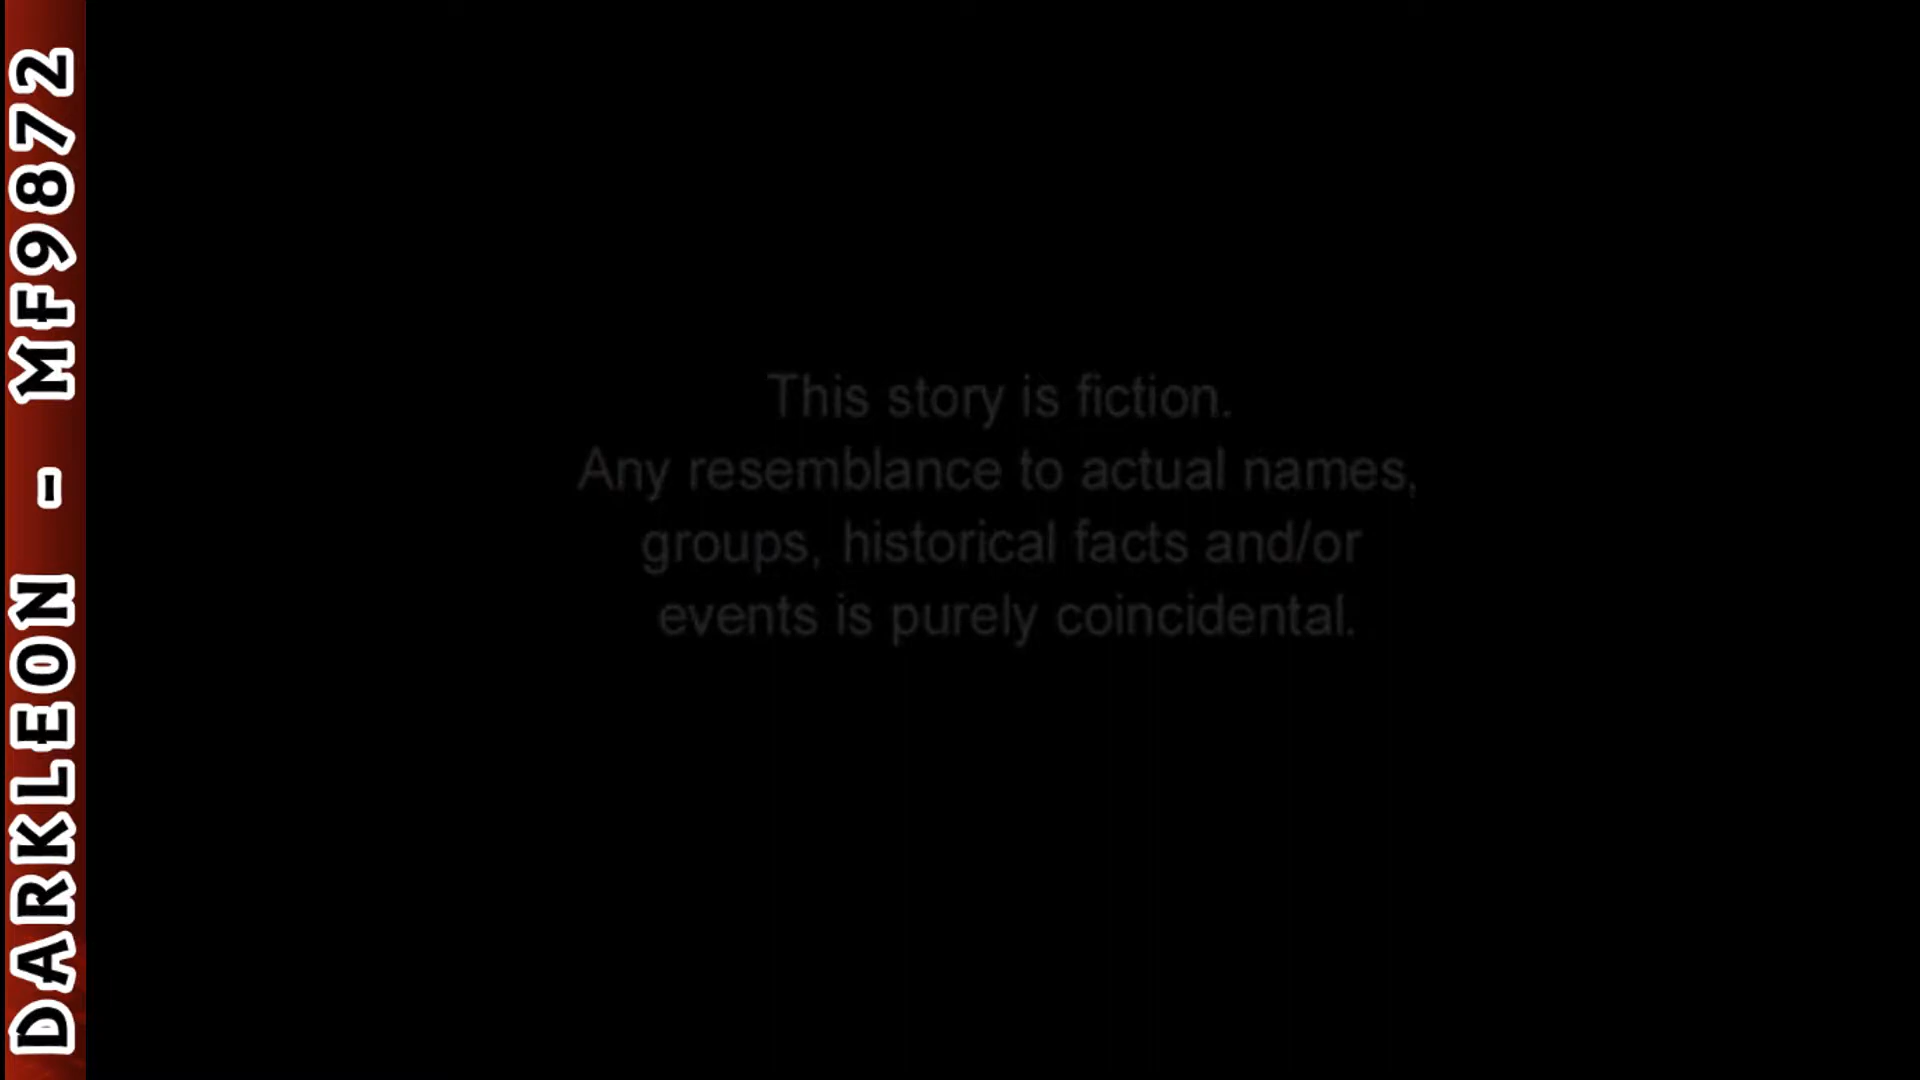 DARKLEON - MF9872
This story is fiction.
Any resemblance to actual names,
groups, historical facts and/or
events is purely coincidental.